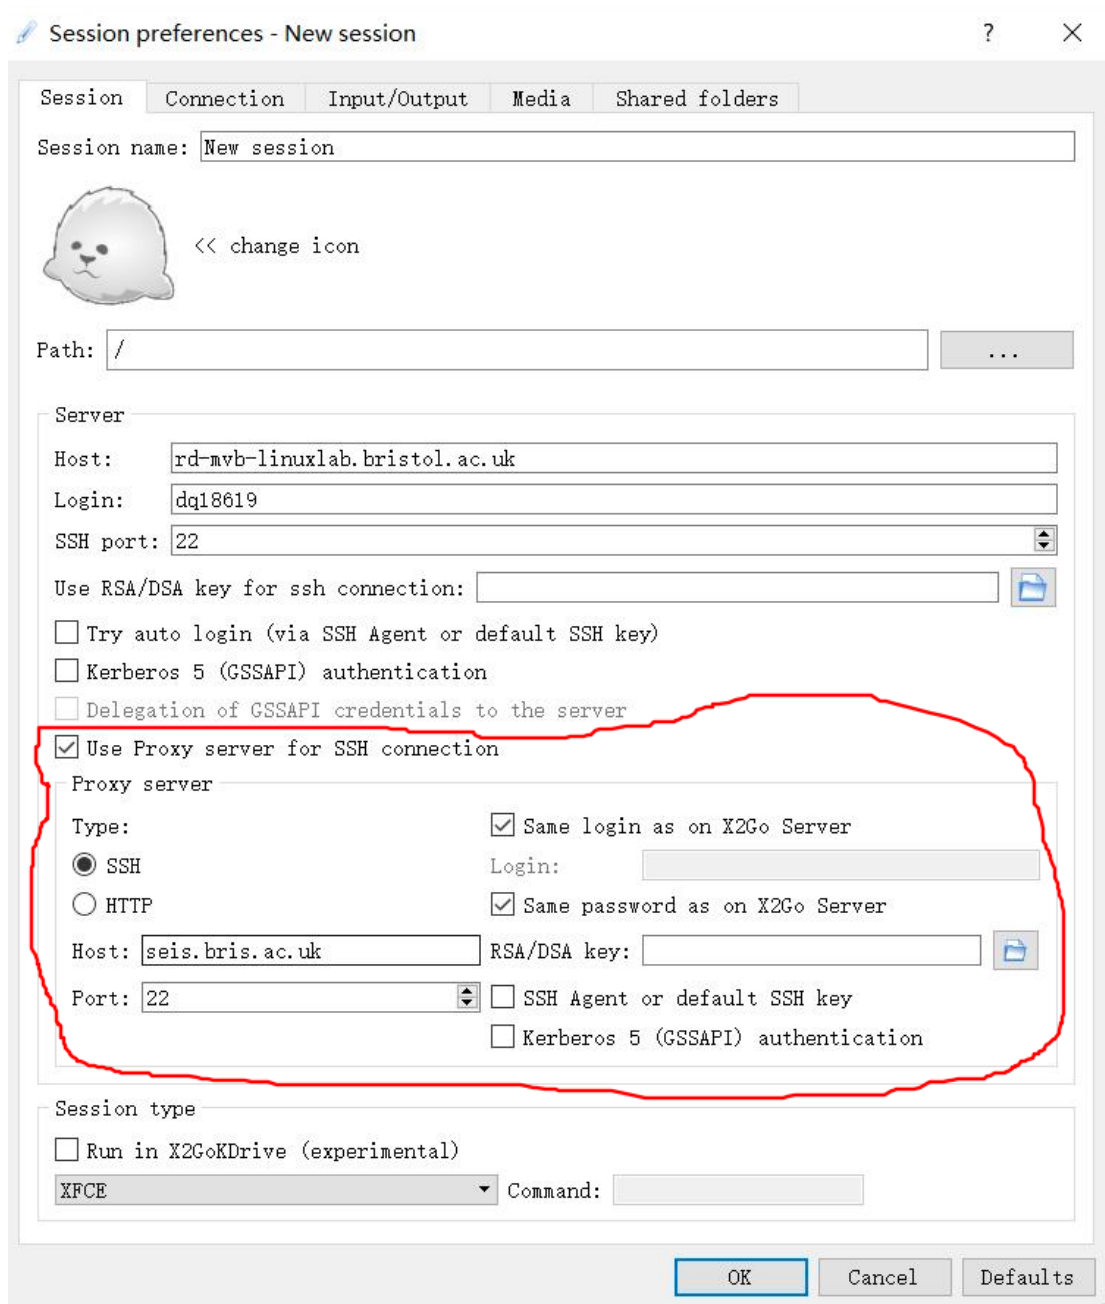 Session preferences - New session ?
Session Connection Input/Output Media Shared folders
Session name: New session
<< change icon
Path: / ...
Server
Host: rd-mvb-linuxlab.bristol.ac.uk
Login: dq18619
SSH port: 22
Use RSA/DSA key for ssh connection:
Try auto login (via SSH Agent or default SSH key)
Kerberos 5 (GSSAPI) authentication
Delegation of GSSAPI credentials to the server
Use Proxy server for SSH connection
Proxy server
Type: Same login as on X2Go Server
SSH Login:
HTTP Same password as on X2Go Server
Host: seis.bris.ac.uk RSA/DSA key:
Port: 22 SSH Agent or default SSH key
Kerberos 5 (GSSAPI) authentication
Session type
Run in X2GoKDrive (experimental)
XFCE Command:
OK Cancel Defaults